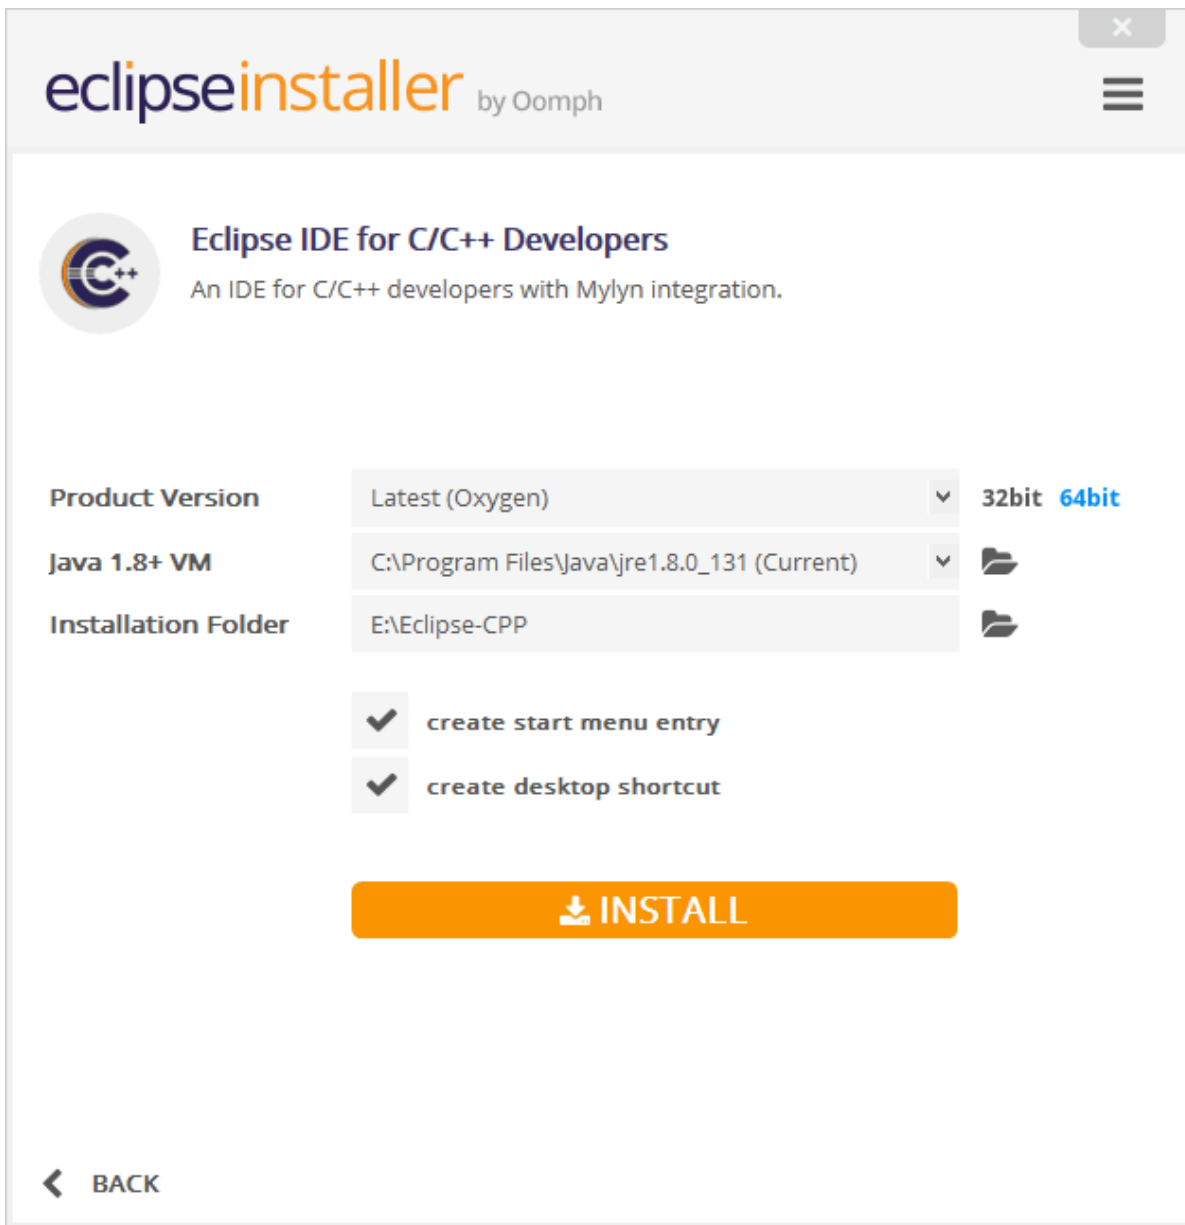 eclipseinstaller by Oomph
Eclipse IDE for C/C++ Developers
An IDE for C/C++ developers with Mylyn integration.
Product Version Latest (Oxygen) 32bit 64bit
Java 1.8+ VM C:\Program Files\Java\jre1.8.0_131 (Current)
Installation Folder E:\Eclipse-CPP
create start menu entry
create desktop shortcut
INSTALL
BACK